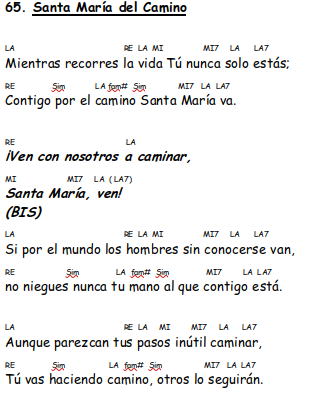 65. Santa María del Camino
LA RE LA MI MI7 LA LA7
Mientras recorres la vida Tú nunca solo estás;
RE Sim LA fam# Sim MI7 LA LA7
Contigo por el camino Santa María va.
RE LA
¡Ven con nosotros a caminar,
MI MI7 LA (LA7)
Santa María, ven!
(BIS)
LA RE LA MI MI7 LA LA7
Si por el mundo los hombres sin conocerse van,
RE Sim LA fam# Sim MI7 LA LA7
no niegues nunca tu mano al que contigo está.
LA RE LA MI MI7 LA LA7
Aunque parezcan tus pasos inútil caminar,
RE Sim LA fam# Sim MI7 LA LA7
Tú vas haciendo camino, otros lo seguirán.